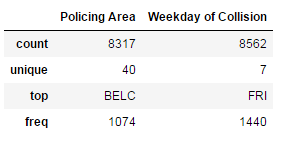 Policing Area Weekday of Collision
count 8317 8562
unique 40 7
top BELC FRI
freq 1074 1440